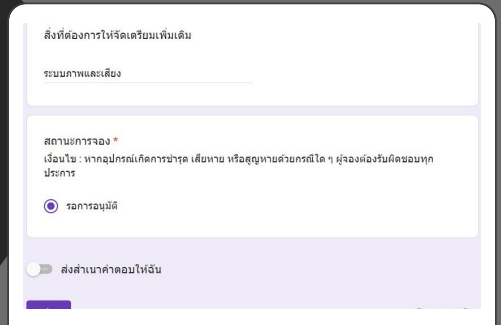 สิ่งที่ต้องการให้จัดเตรียมเพิ่มเติม
ระบบภาพและเสียง
สถานะการจอง *
เงื่อนไข : หากอุปกรณ์เกิดการชำรุด เสียหาย หรือสูญหายด้วยกรณีใด ๆ ผู้จองต้องรับผิดชอบทุก
ประการ
รอการอนุมัติ
ส่งสำเนาคำตอบให้ฉัน